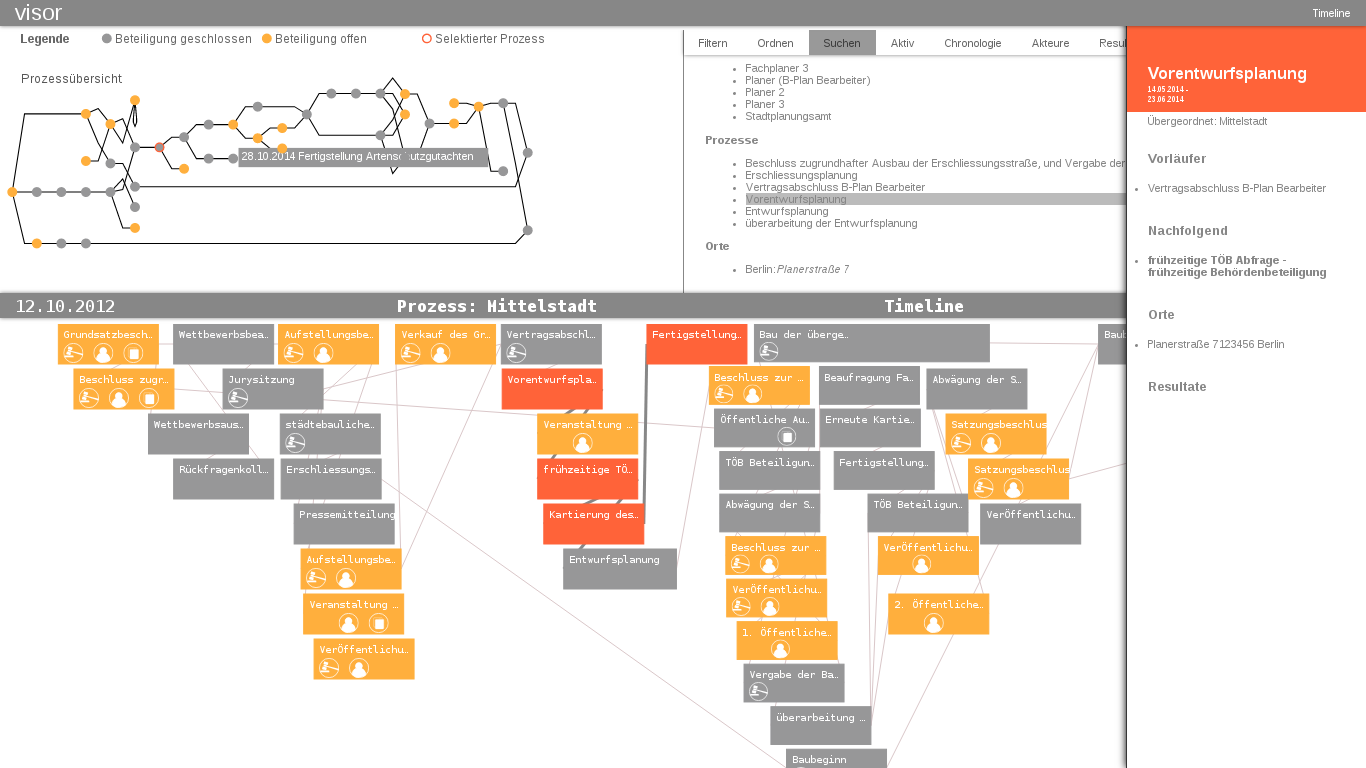 visor
Timeline
Legende
Beteiligung geschlossen
Beteiligung offen
Selektierter Prozess
Prozessübersicht
28.10.2014 Fertigstellung Artenschutzgutachten
Filtern
Ordnen
Suchen
Aktiv
Chronologie
Akteure
Resul
Fachplaner 3
Planer (B-Plan Bearbeiter)
Planer 2
Planer 3
Stadtplanungsamt
Prozesse
Beschluss zugrundhafter Ausbau der Erschliessungsstraße, und Vergabe der
Erschliessungsplanung
Vertragsabschluss B-Plan Bearbeiter
Vorentwurfsplanung
Entwurfsplanung
überarbeitung der Entwurfsplanung
Orte
Berlin: Planerstraße 7
Vorentwurfsplanung
14.05.2014 -
23.06.2014
Übergeordnet: Mittelstadt
Vorläufer
Vertragsabschluss B-Plan Bearbeiter
Nachfolgend
frühzeitige TÖB Abfrage -
frühzeitige Behördenbeteiligung
Orte
Planerstraße 7123456 Berlin
Resultate
12.10.2012
Prozess: Mittelstadt
Timeline
Grundsatzbesch…
Wettbewerbsbea…
Aufstellungsbe…
Verkauf des Gr…
Vertragsabschl…
Fertigstellung…
Bau der überge…
Baub
Beschluss zugr…
Jurysitzung
Vorentwurfspla…
Beschluss zur …
Beaufragung Fa…
Abwägung der S…
Wettbewerbsaus…
städtebauliche…
Veranstaltung …
Öffentliche Au…
Erneute Kartie…
Satzungsbeschlus
Rückfragenkoll…
Erschliessungs…
frühzeitige TÖ…
TÖB Beteiligun…
Fertigstellung…
Satzungsbeschlus
Pressemitteilung
Kartierung des…
Abwägung der S…
TÖB Beteiligun…
VerÖffentlichu…
Aufstellungsbe…
Entwurfsplanung
Beschluss zur …
VerÖffentlichu…
Veranstaltung …
VerÖffentlichu…
2. Öffentliche…
VerÖffentlichu…
1. Öffentliche…
Vergabe der Ba…
überarbeitung …
Baubeginn